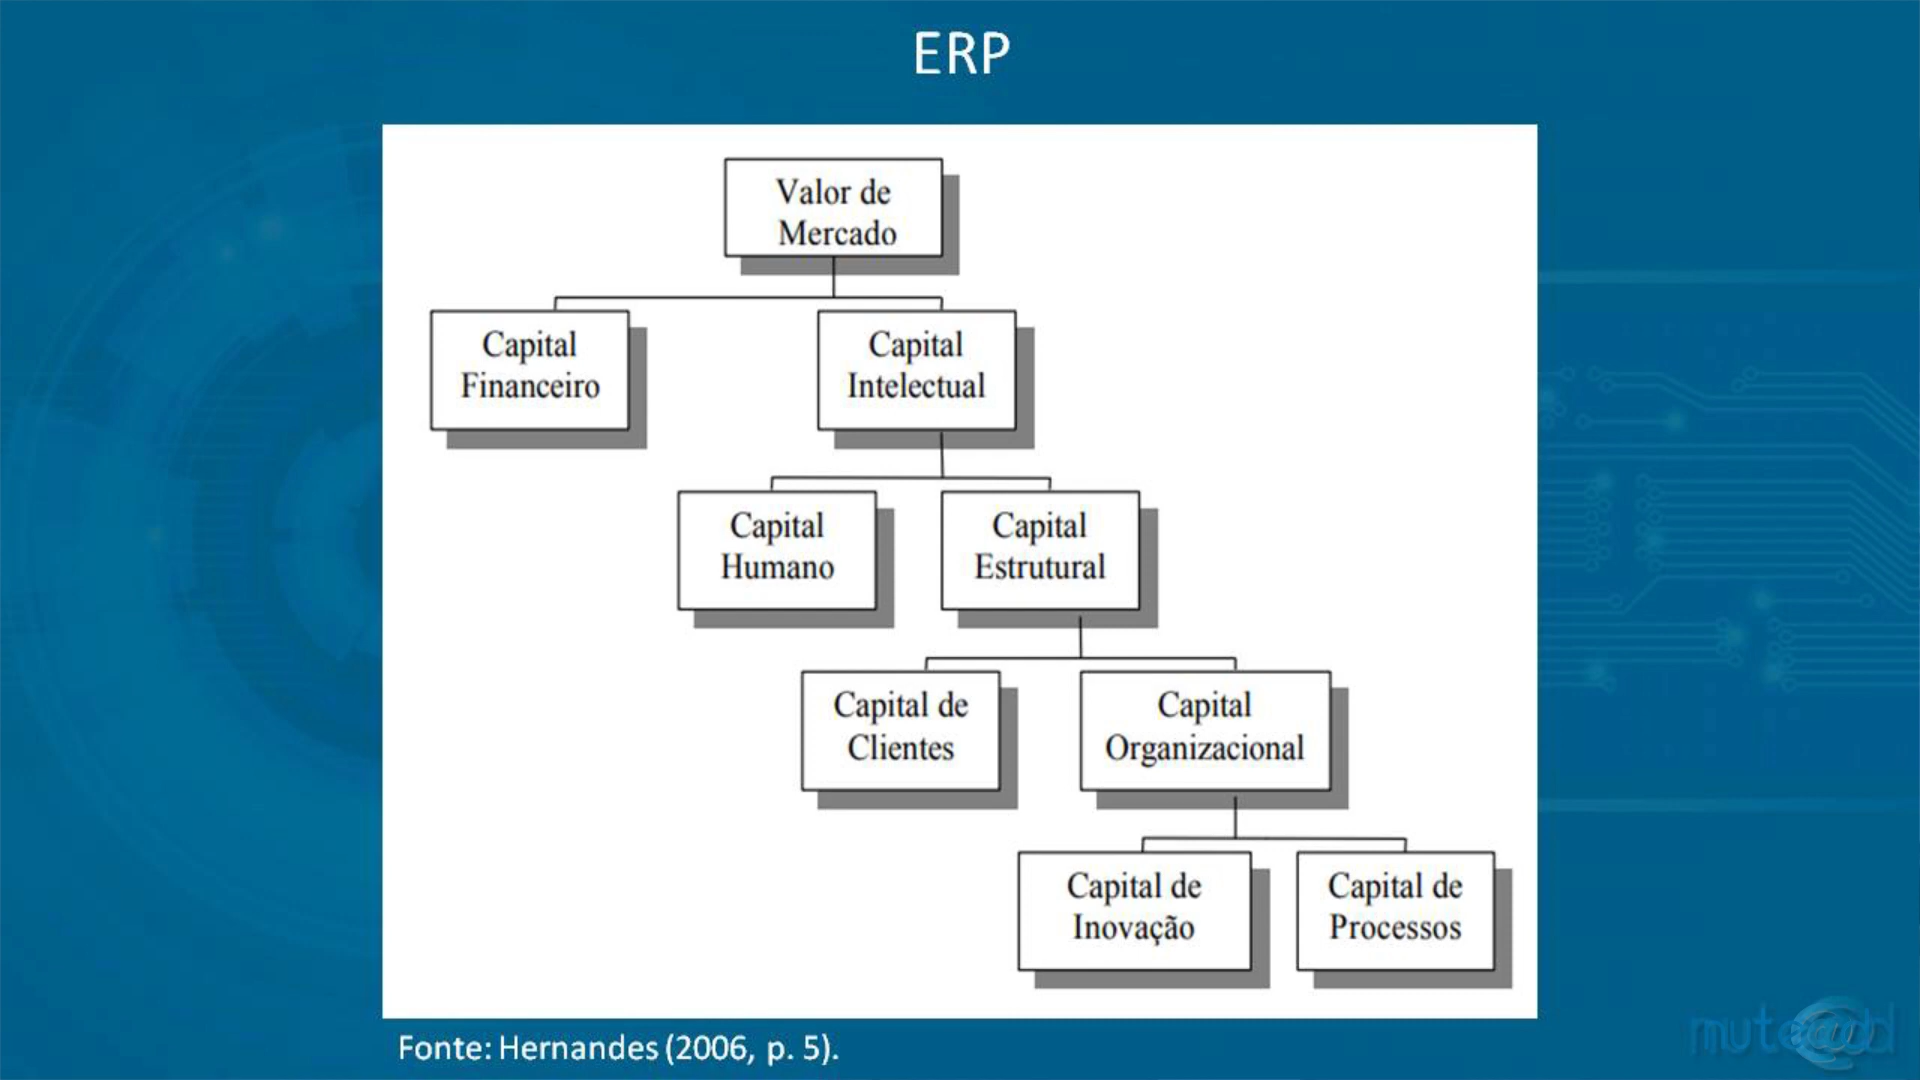 ERP
Valor de
Mercado
Capital
Financeiro
Capital
Intelectual
Capital
Humano
Capital
Estrutural
Capital de
Clientes
Capital
Organizacional
Capital de
Inovação
Capital de
Processos
Fonte: Hernandes (2006, p. 5).